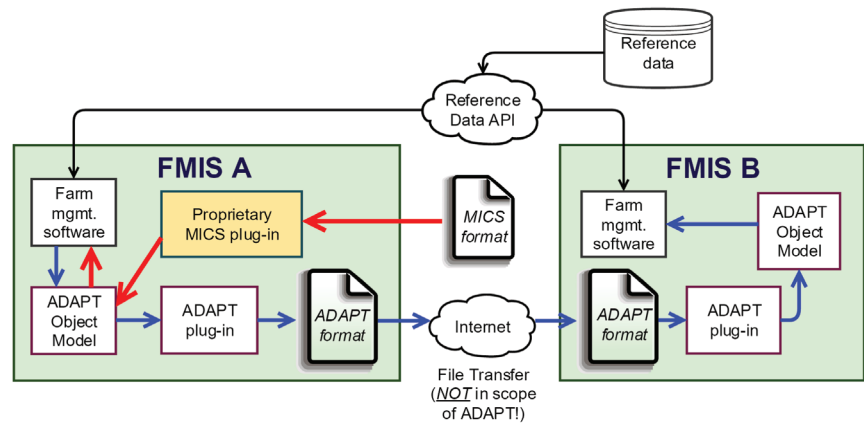 Reference
data
Reference
Data API
FMIS A
Farm
mgmt.
software
Proprietary
MICS plug-in
MICS
format
ADAPT
Object
Model
ADAPT
plug-in
ADAPT
format
Internet
File Transfer
(NOT in scope
of ADAPT!)
FMIS B
Farm
mgmt.
software
ADAPT
Object
Model
ADAPT
format
ADAPT
plug-in